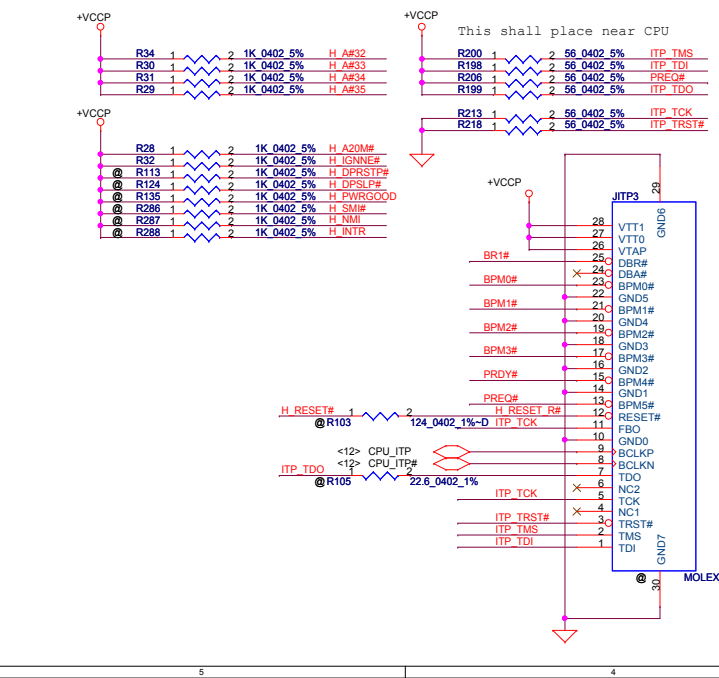 +VCCP
R34 1 2 1K_0402_5% H_A#32
R30 1 2 1K_0402_5% H_A#33
R31 1 2 1K_0402_5% H_A#34
R29 1 2 1K_0402_5% H_A#35
+VCCP
This shall place near CPU
R200 1 2 56_0402_5% ITP_TMS
R198 1 2 56_0402_5% ITP_TDI
R206 1 2 56_0402_5% PREQ#
R199 1 2 56_0402_5% ITP_TDO
R213 1 2 56_0402_5% ITP_TCK
R218 1 2 56_0402_5% ITP_TRST#
+VCCP
R28 1 2 1K_0402_5% H_A20M#
R32 1 2 1K_0402_5% H_IGNNE#
@ R113 1 2 1K_0402_5% H_DPRSTP#
@ R124 1 2 1K_0402_5% H_DPSLP#
@ R135 1 2 1K_0402_5% H_PWRGOOD
@ R286 1 2 1K_0402_5% H_SMI#
@ R287 1 2 1K_0402_5% H_NMI
@ R288 1 2 1K_0402_5% H_INTR
+VCCP
JITP3
29 GND6
28 VTT1
27 VTT0
26 VTAP
BR1# 25 DBR#
24 DBA#
BPM0# 23 BPM0#
22 GND5
BPM1# 21 BPM1#
20 GND4
BPM2# 19 BPM2#
18 GND3
BPM3# 17 BPM3#
16 GND2
PRDY# 15 BPM4#
14 GND1
PREQ# 13 BPM5#
H_RESET# 1 2 H_RESET_R# 12 RESET#
@ R103 124_0402_1%~D ITP_TCK 11 FBO
10 GND0
<12> CPU_ITP 9 BCLKP
<12> CPU_ITP# 8 BCLKN
ITP_TDO 1 2 7 TDO
@ R105 22.6_0402_1%
6 NC2
ITP_TCK 5 TCK
4 NC1
ITP_TRST# 3 TRST#
ITP_TMS 2 TMS
ITP_TDI 1 TDI
GND7 30
@ MOLEX
5 4